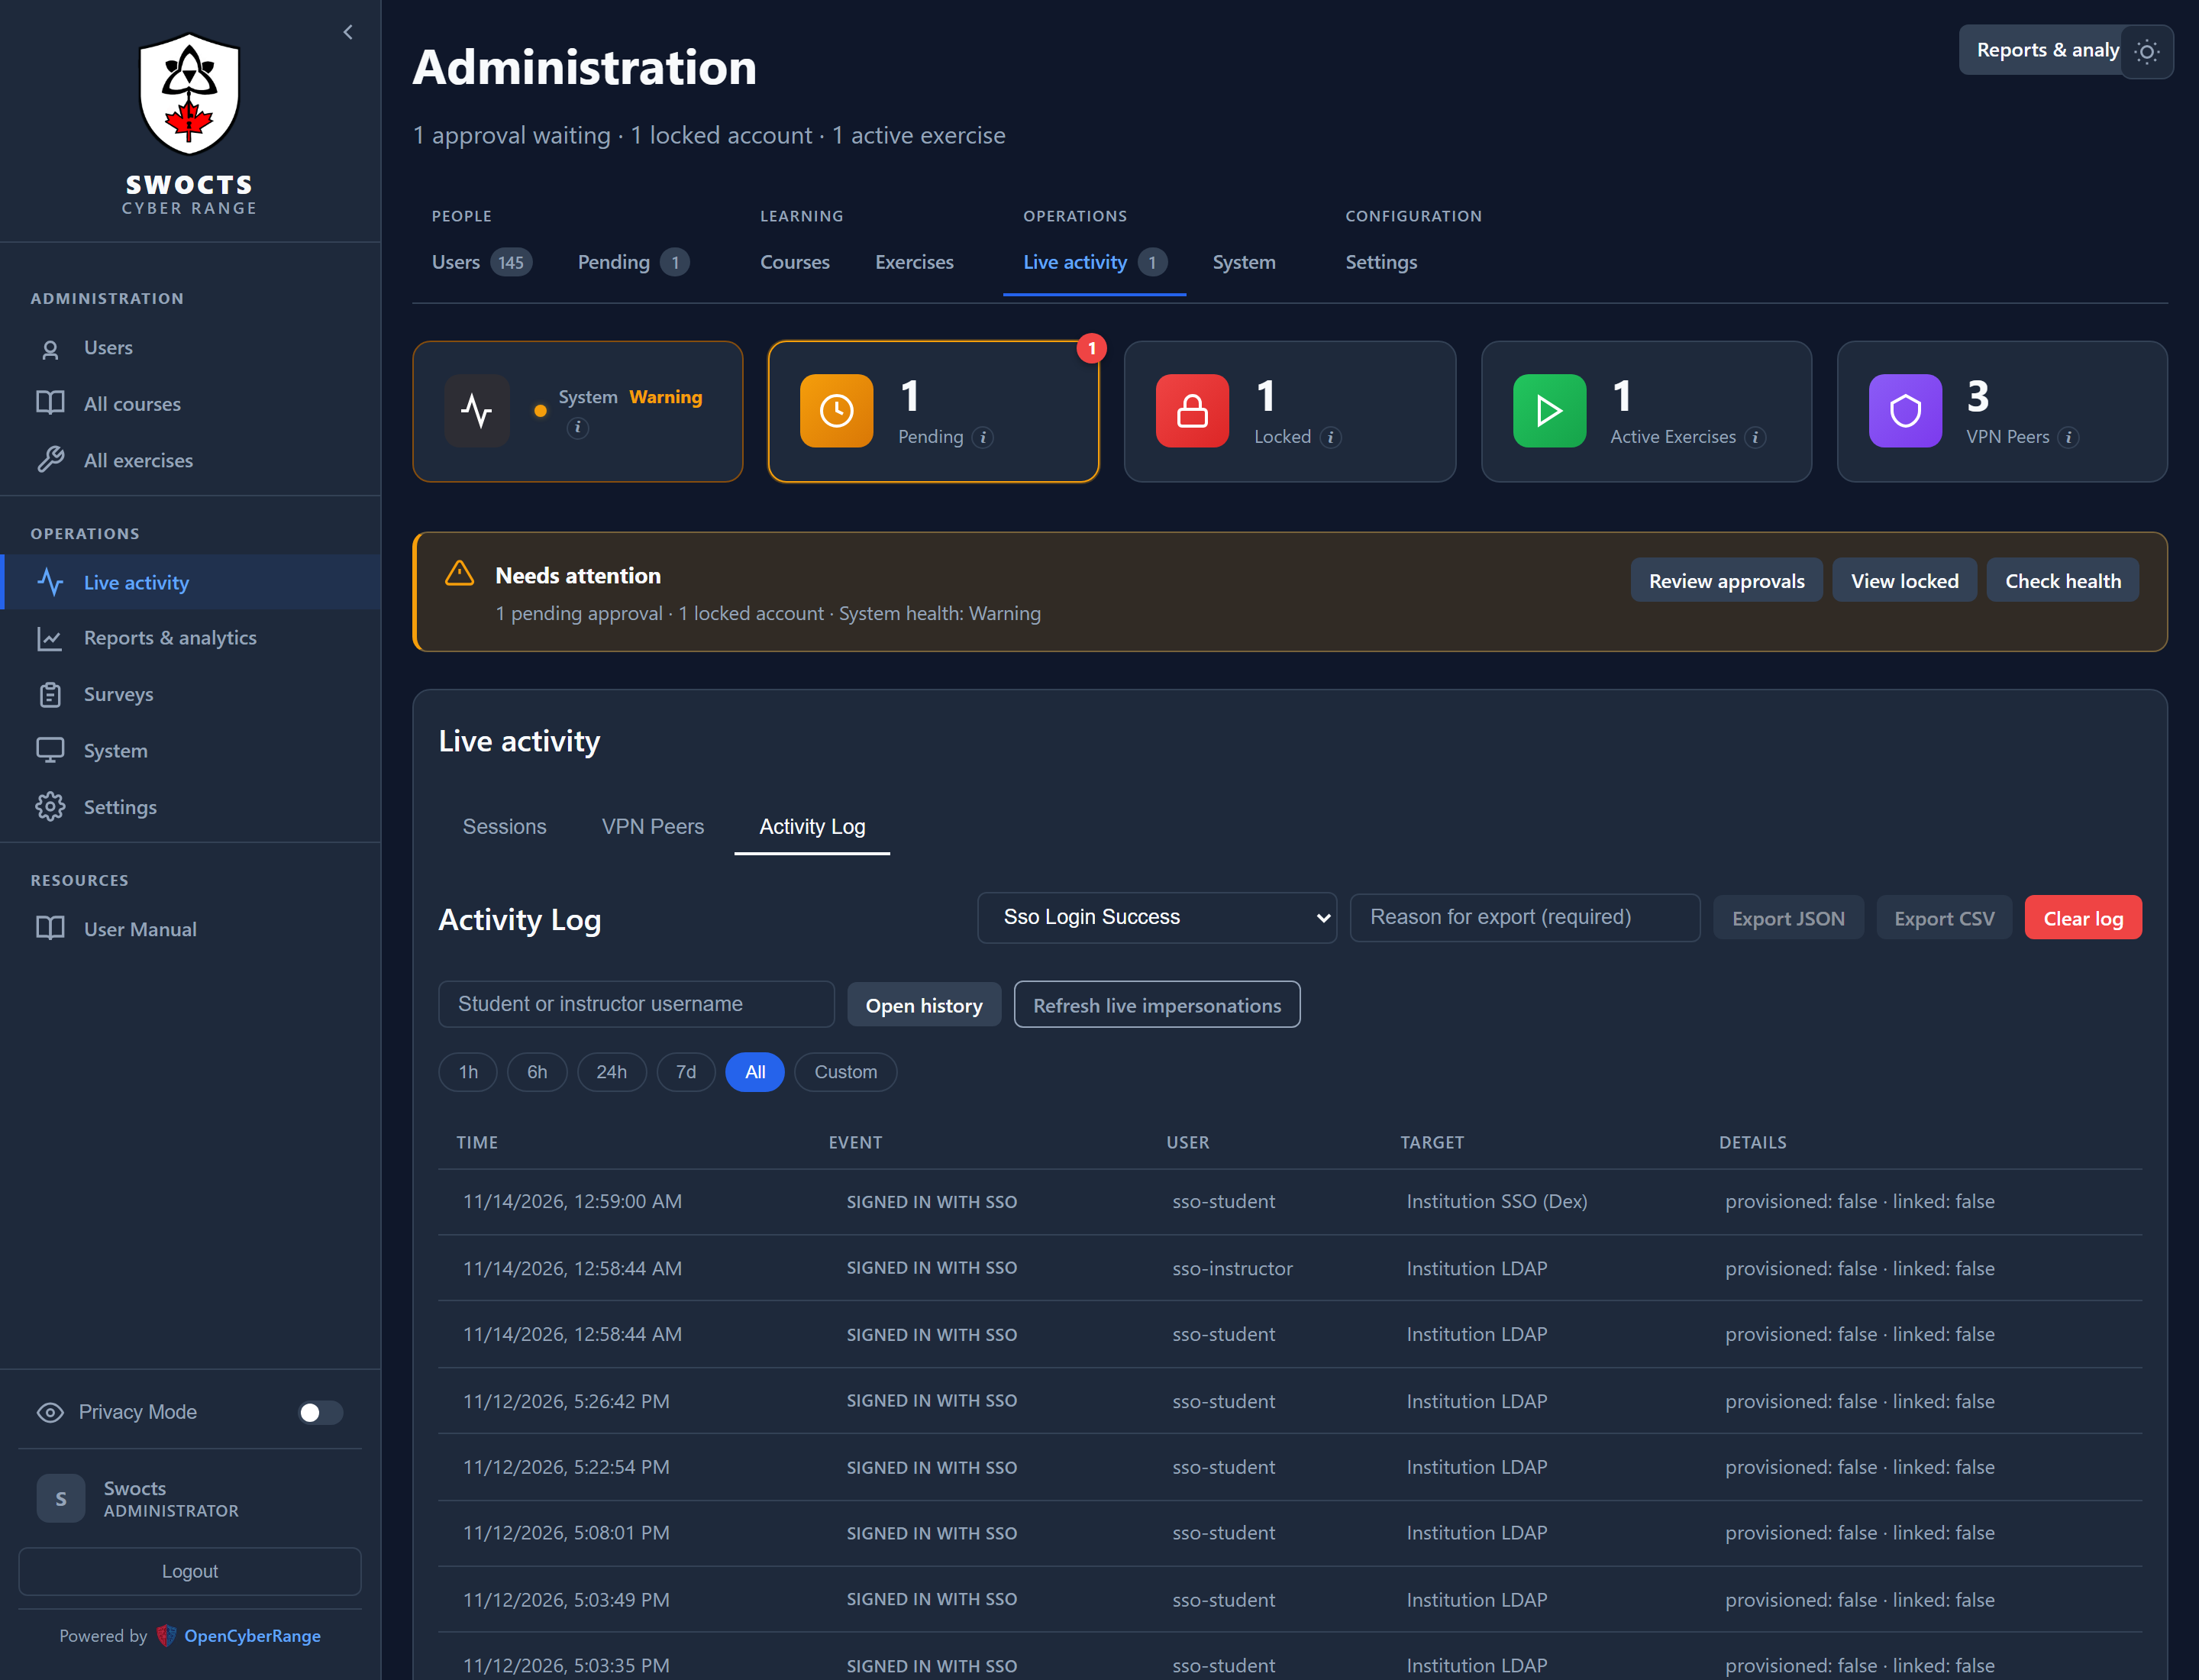 SWOCTS
CYBER RANGE
ADMINISTRATION
Users
All courses
All exercises
OPERATIONS
Live activity
Reports & analytics
Surveys
System
Settings
RESOURCES
User Manual
Privacy Mode
S
Swocts
ADMINISTRATOR
Logout
Powered by OpenCyberRange
Administration
Reports & analy
1 approval waiting · 1 locked account · 1 active exercise
PEOPLE LEARNING OPERATIONS CONFIGURATION
Users 145 Pending 1 Courses Exercises Live activity 1 System Settings
System Warning
i
1
1
Pending i
1
Locked i
1
Active Exercises i
3
VPN Peers i
Needs attention
1 pending approval · 1 locked account · System health: Warning
Review approvals View locked Check health
Live activity
Sessions VPN Peers Activity Log
Activity Log Sso Login Success Reason for export (required) Export JSON Export CSV Clear log
Student or instructor username Open history Refresh live impersonations
1h 6h 24h 7d All Custom
TIME EVENT USER TARGET DETAILS
11/14/2026, 12:59:00 AM SIGNED IN WITH SSO sso-student Institution SSO (Dex) provisioned: false · linked: false
11/14/2026, 12:58:44 AM SIGNED IN WITH SSO sso-instructor Institution LDAP provisioned: false · linked: false
11/14/2026, 12:58:44 AM SIGNED IN WITH SSO sso-student Institution LDAP provisioned: false · linked: false
11/12/2026, 5:26:42 PM SIGNED IN WITH SSO sso-student Institution LDAP provisioned: false · linked: false
11/12/2026, 5:22:54 PM SIGNED IN WITH SSO sso-student Institution LDAP provisioned: false · linked: false
11/12/2026, 5:08:01 PM SIGNED IN WITH SSO sso-student Institution LDAP provisioned: false · linked: false
11/12/2026, 5:03:49 PM SIGNED IN WITH SSO sso-student Institution LDAP provisioned: false · linked: false
11/12/2026, 5:03:35 PM SIGNED IN WITH SSO sso-student Institution LDAP provisioned: false · linked: false